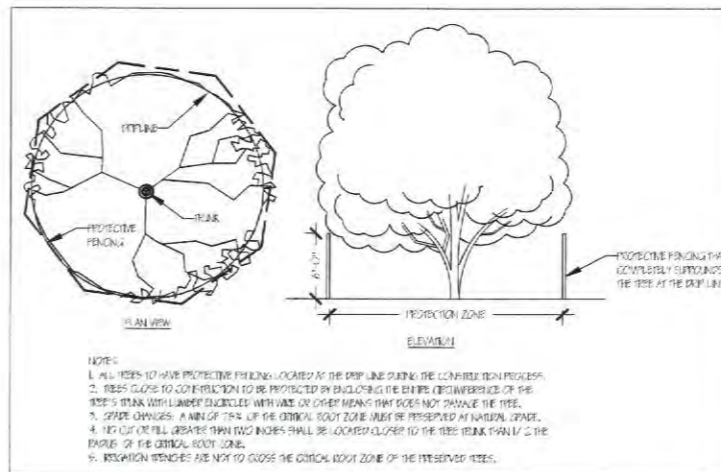 DRIPLINE
TRUNK
PROTECTIVE
FENCING
PLAN VIEW
PROTECTIVE FENCING THA
COMPLETELY SURROUNDS
THE TREE AT THE DRIP LINE
PROTECTION ZONE
ELEVATION
NOTES:
1. ALL TREES TO HAVE PROTECTIVE FENCING LOCATED AT THE DRIP LINE DURING THE CONSTRUCTION PROCESS.
2. TREES CLOSE TO CONSTRUCTION TO BE PROTECTED BY ENCLOSING THE ENTIRE CIRCUMFERENCE OF THE
TREE'S TRUNK WITH LUMBER ENCIRCLED WITH WIRE OR OTHER MEANS THAT DOES NOT DAMAGE THE TREE.
3. GRADE CHANGES: A MIN OF 75% OF THE CRITICAL ROOT ZONE MUST BE PRESERVED AT NATURAL GRADE.
4. NO CUT OR FILL GREATER THAN TWO INCHES SHALL BE LOCATED CLOSER TO THE TREE TRUNK THAN 1/2 THE
RADIUS OF THE CRITICAL ROOT ZONE.
5. IRRIGATION TRENCHES ARE NOT TO CROSS THE CRITICAL ROOT ZONE OF THE PRESERVED TREES.